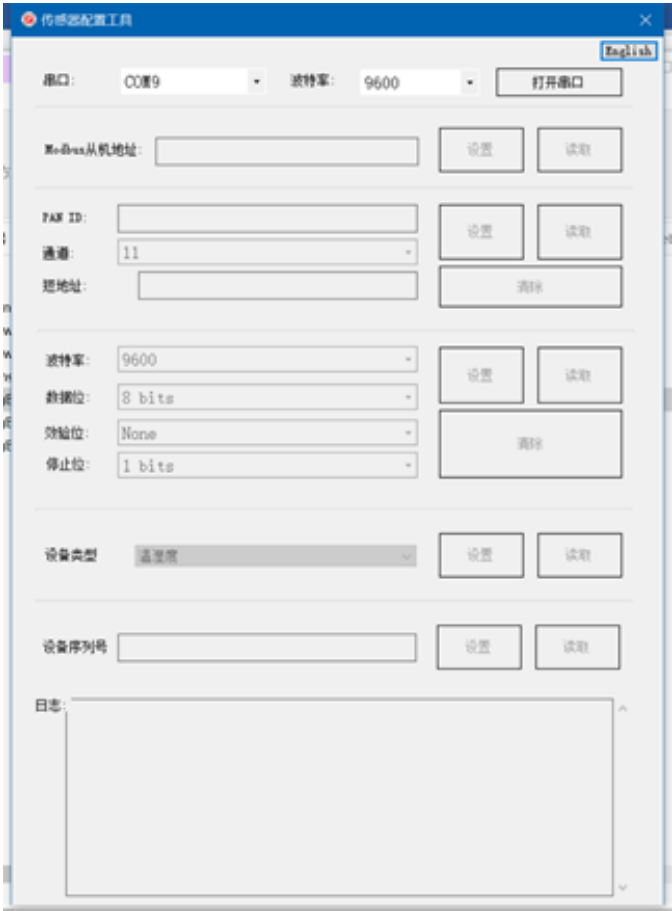 传感器配置工具
English
串口: COM9 波特率: 9600 打开串口
Modbus从机地址: 设置 读取
PAN ID: 设置 读取
通道: 11
短地址: 清除
波特率: 9600 设置 读取
数据位: 8 bits
效验位: None 清除
停止位: 1 bits
设备类型 温湿度 设置 读取
设备序列号 设置 读取
日志: